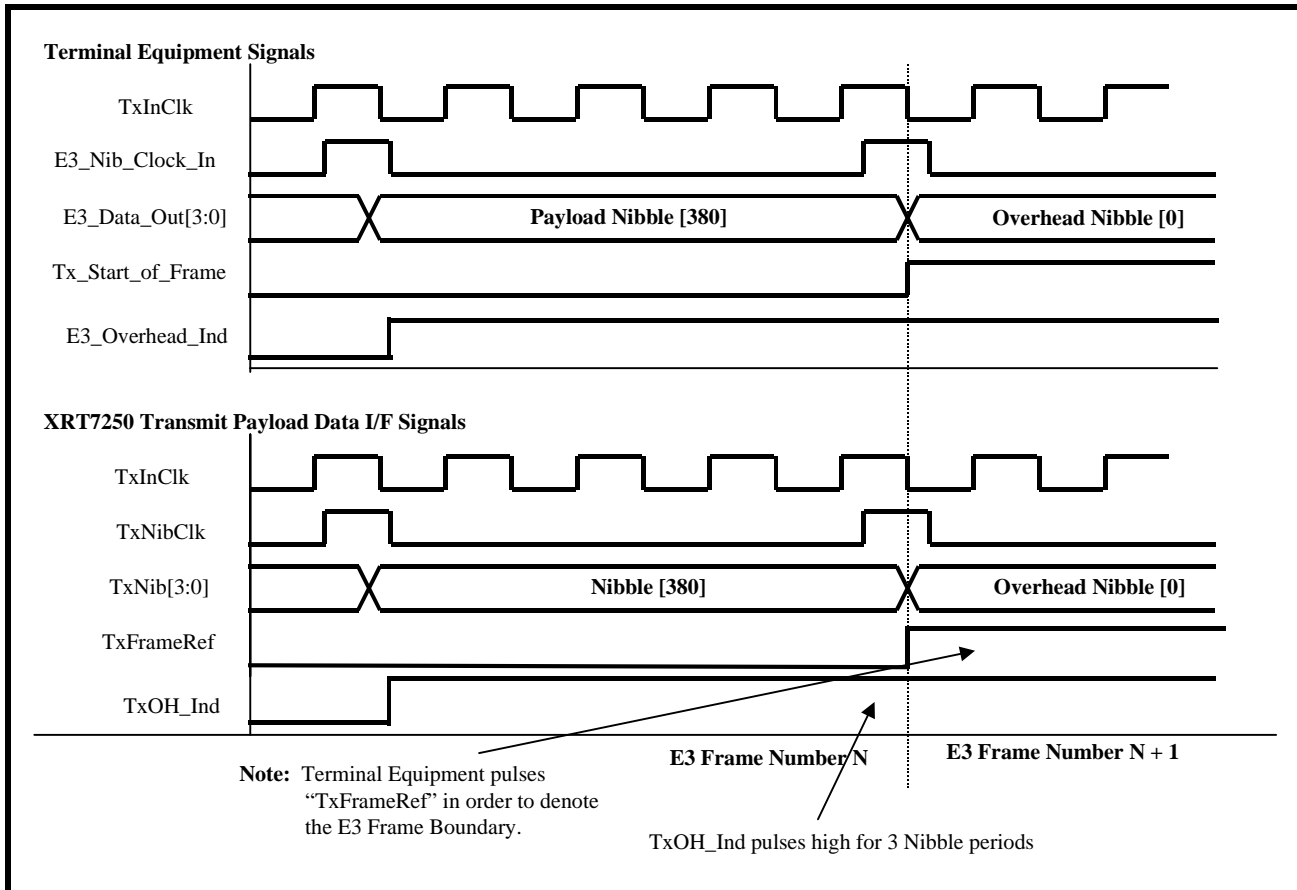 Terminal Equipment Signals
TxInClk
E3_Nib_Clock_In
E3_Data_Out[3:0]
Payload Nibble [380]
Overhead Nibble [0]
Tx_Start_of_Frame
E3_Overhead_Ind
XRT7250 Transmit Payload Data I/F Signals
TxInClk
TxNibClk
TxNib[3:0]
Nibble [380]
Overhead Nibble [0]
TxFrameRef
TxOH_Ind
E3 Frame Number N
E3 Frame Number N + 1
Note: Terminal Equipment pulses
“TxFrameRef” in order to denote
the E3 Frame Boundary.
TxOH_Ind pulses high for 3 Nibble periods